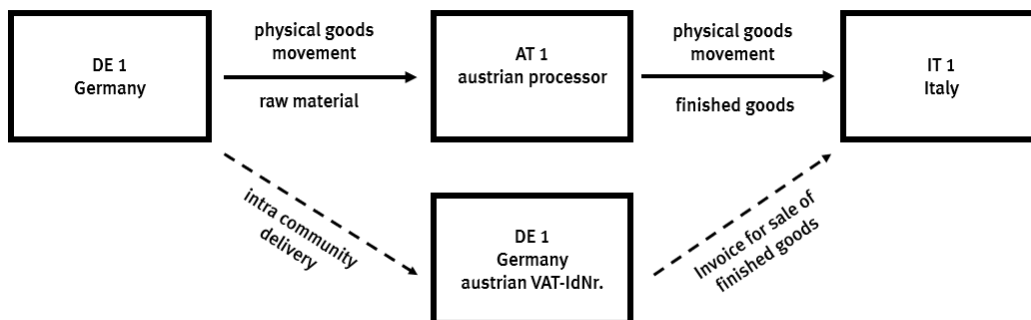 DE 1
Germany
physical goods
movement
raw material
AT 1
austrian processor
physical goods
movement
finished goods
IT 1
Italy
intra community
delivery
DE 1
Germany
austrian VAT-IdNr.
Invoice for sale of
finished goods